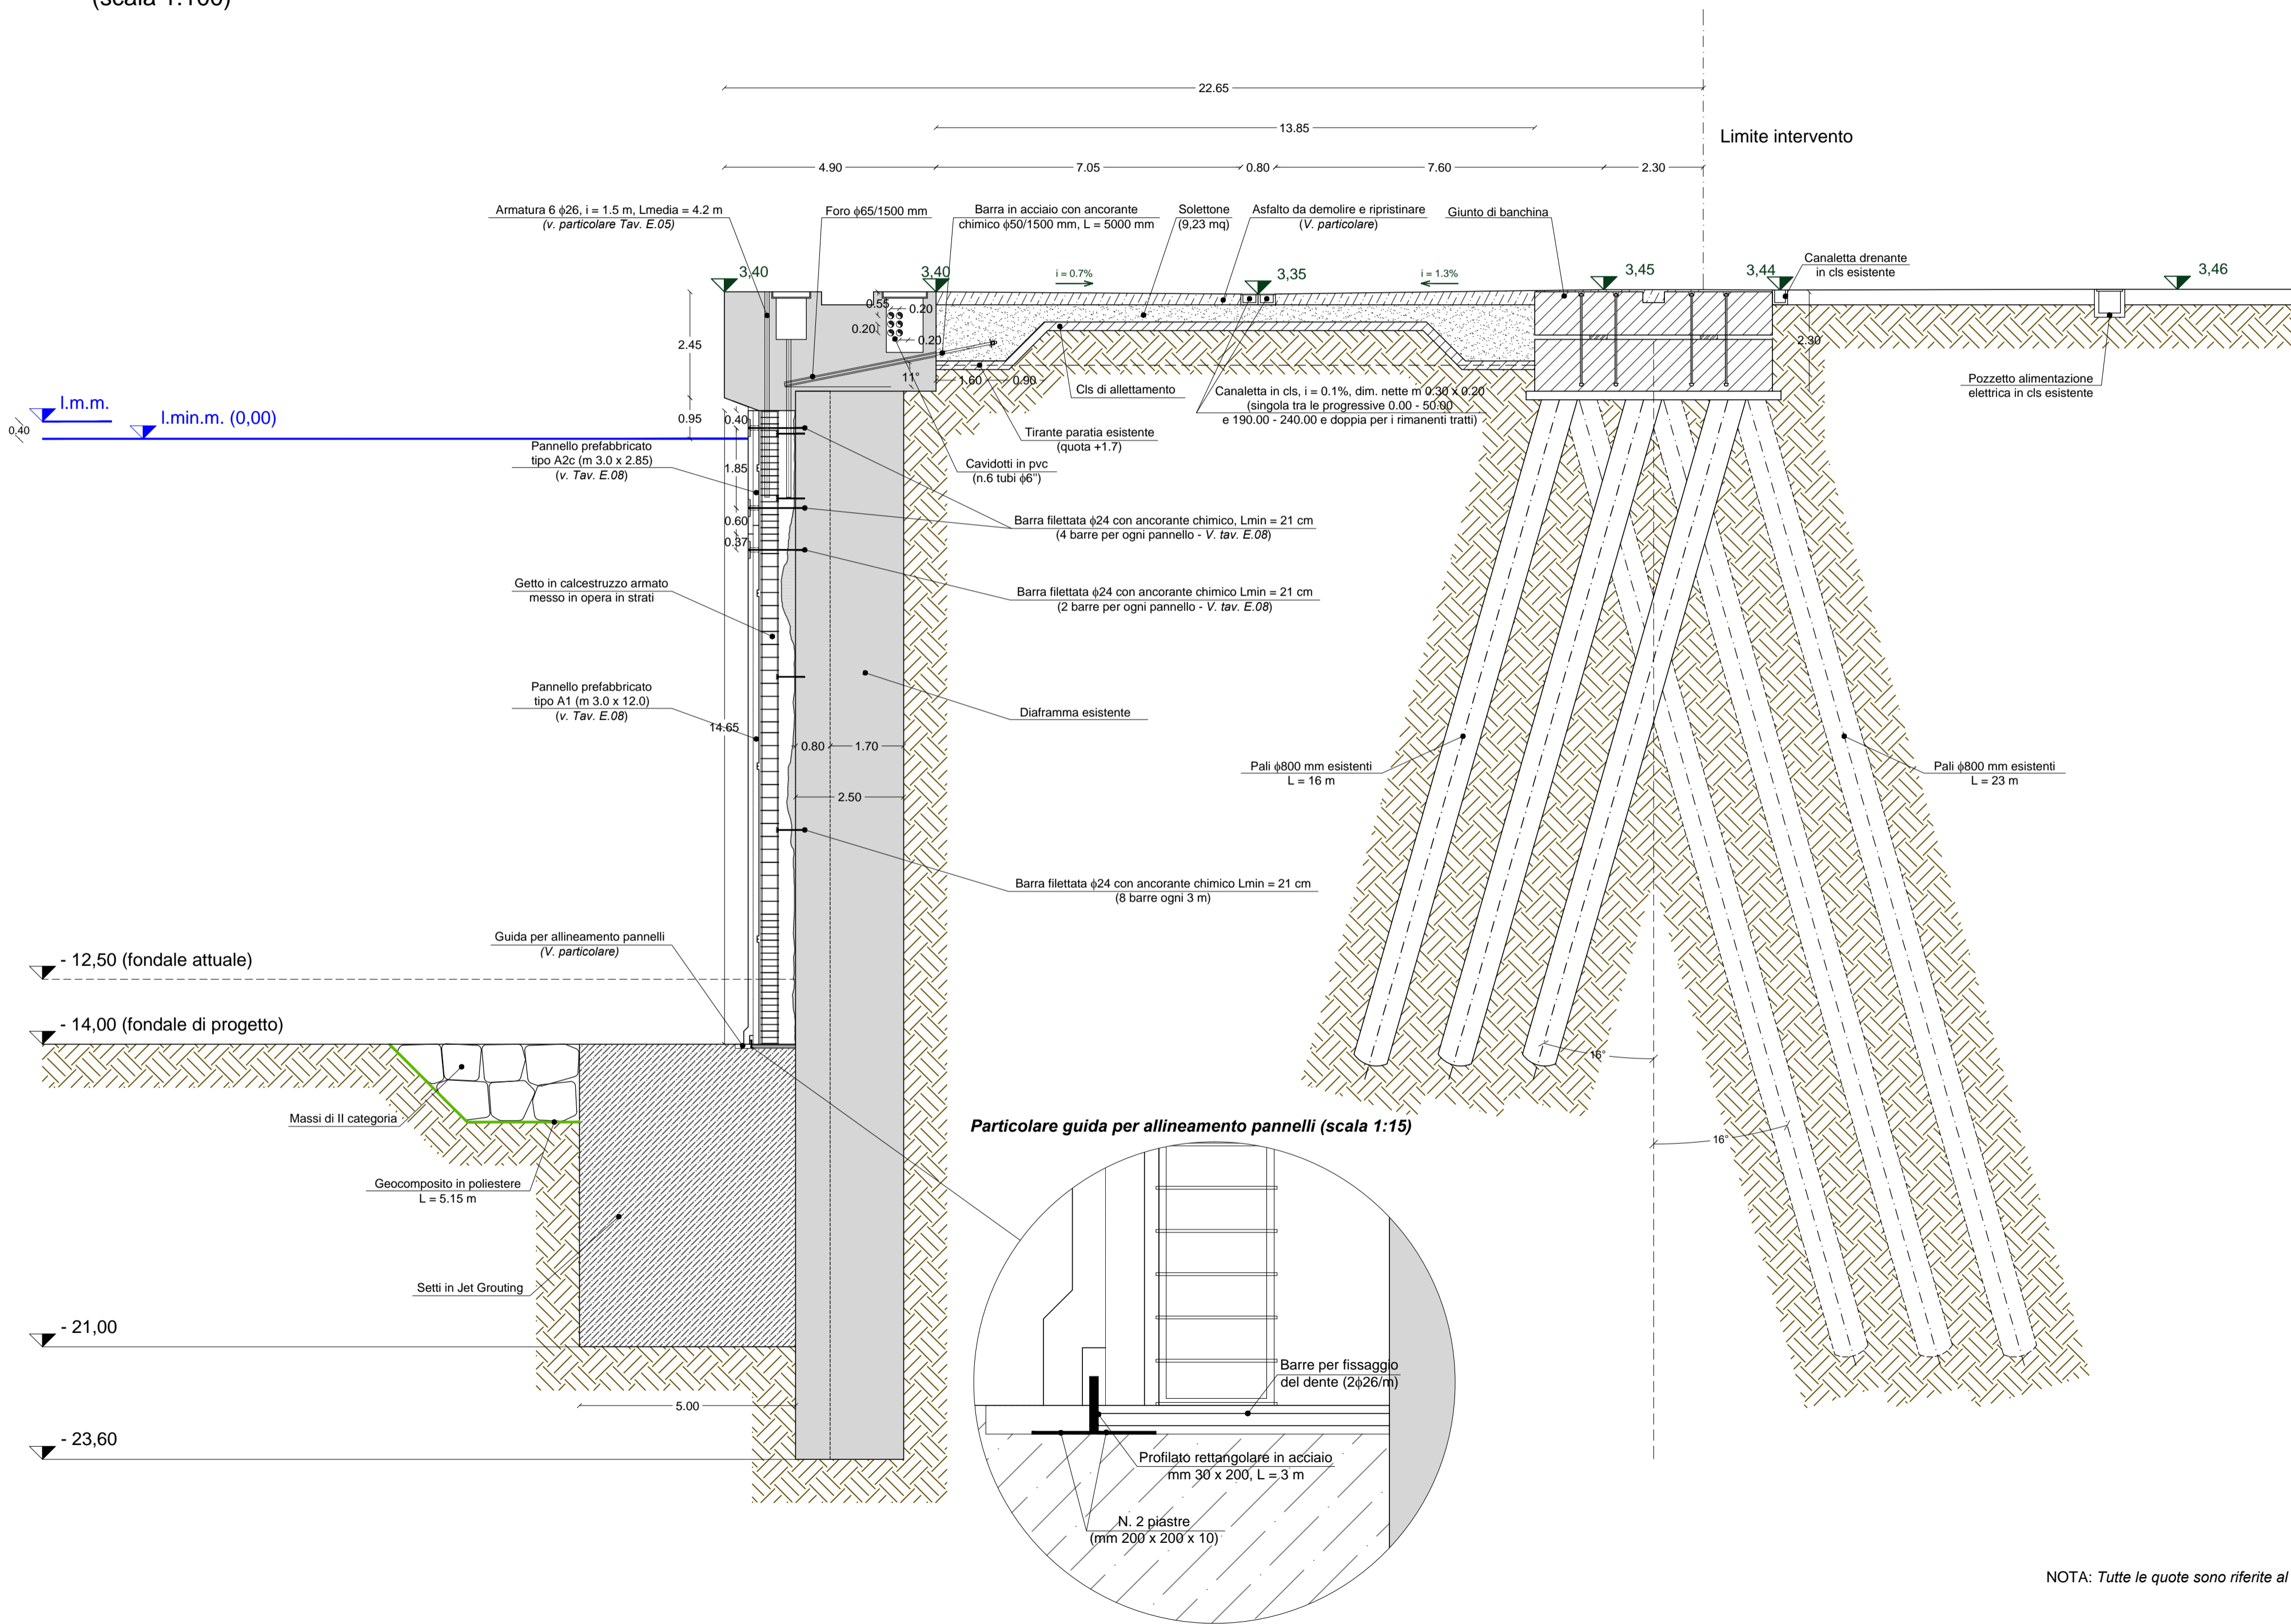 (scala 1:100)
22.65
13.85
Limite intervento
4.90
7.05
0.80
7.60
2.30
Armatura 6 ϕ26, i = 1.5 m, Lmedia = 4.2 m
(v. particolare Tav. E.05)
Foro ϕ65/1500 mm
Barra in acciaio con ancorante
chimico ϕ50/1500 mm, L = 5000 mm
Solettone
(9,23 mq)
Asfalto da demolire e ripristinare
(V. particolare)
Giunto di banchina
Canaletta drenante
in cls esistente
3,40
3,40
i = 0.7%
3,35
i = 1.3%
3,45
3,44
3,46
0.55
0.20
0.20
0.20
2.45
2.30
11°
1.60
0.90
Cls di allettamento
Canaletta in cls, i = 0.1%, dim. nette m 0.30 x 0.20
(singola tra le progressive 0.00 - 50.00
e 190.00 - 240.00 e doppia per i rimanenti tratti)
Pozzetto alimentazione
elettrica in cls esistente
l.m.m.
l.min.m. (0,00)
0,40
0.95
0.40
Tirante paratia esistente
(quota +1.7)
Pannello prefabbricato
tipo A2c (m 3.0 x 2.85)
(v. Tav. E.08)
1.85
Cavidotti in pvc
(n.6 tubi ϕ6")
0.60
0.37
Barra filettata ϕ24 con ancorante chimico, Lmin = 21 cm
(4 barre per ogni pannello - V. tav. E.08)
Getto in calcestruzzo armato
messo in opera in strati
Barra filettata ϕ24 con ancorante chimico Lmin = 21 cm
(2 barre per ogni pannello - V. tav. E.08)
Pannello prefabbricato
tipo A1 (m 3.0 x 12.0)
(v. Tav. E.08)
14.65
Diaframma esistente
0.80
1.70
2.50
Pali ϕ800 mm esistenti
L = 16 m
Pali ϕ800 mm esistenti
L = 23 m
Barra filettata ϕ24 con ancorante chimico Lmin = 21 cm
(8 barre ogni 3 m)
Guida per allineamento pannelli
(V. particolare)
- 12,50 (fondale attuale)
- 14,00 (fondale di progetto)
16°
16°
Massi di II categoria
Particolare guida per allineamento pannelli (scala 1:15)
Geocomposito in poliestere
L = 5.15 m
Setti in Jet Grouting
- 21,00
5.00
- 23,60
Barre per fissaggio
del dente (2ϕ26/m)
Profilato rettangolare in acciaio
mm 30 x 200, L = 3 m
N. 2 piastre
(mm 200 x 200 x 10)
NOTA: Tutte le quote sono riferite al